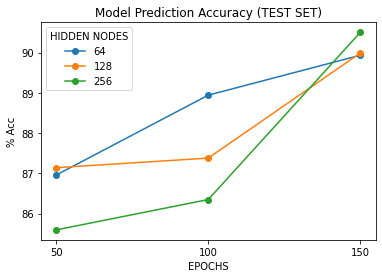 Model Prediction Accuracy (TEST SET)
HIDDEN NODES
64
128
256
% Acc
90
89
88
87
86
50
100
150
EPOCHS